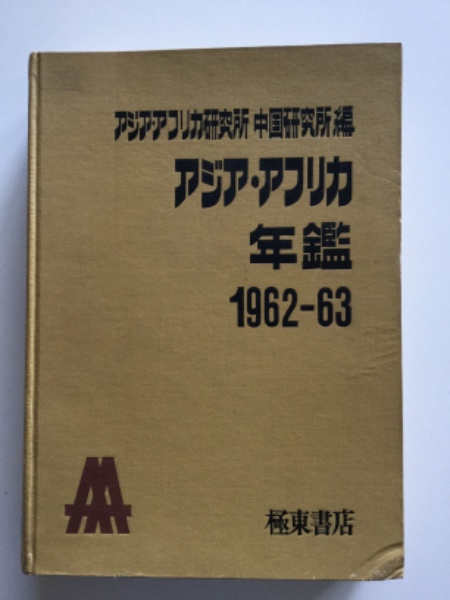 アジア・アフリカ研究所 中国研究所編
アジア・アフリカ
年鑑
1962-63
AA
極東書店